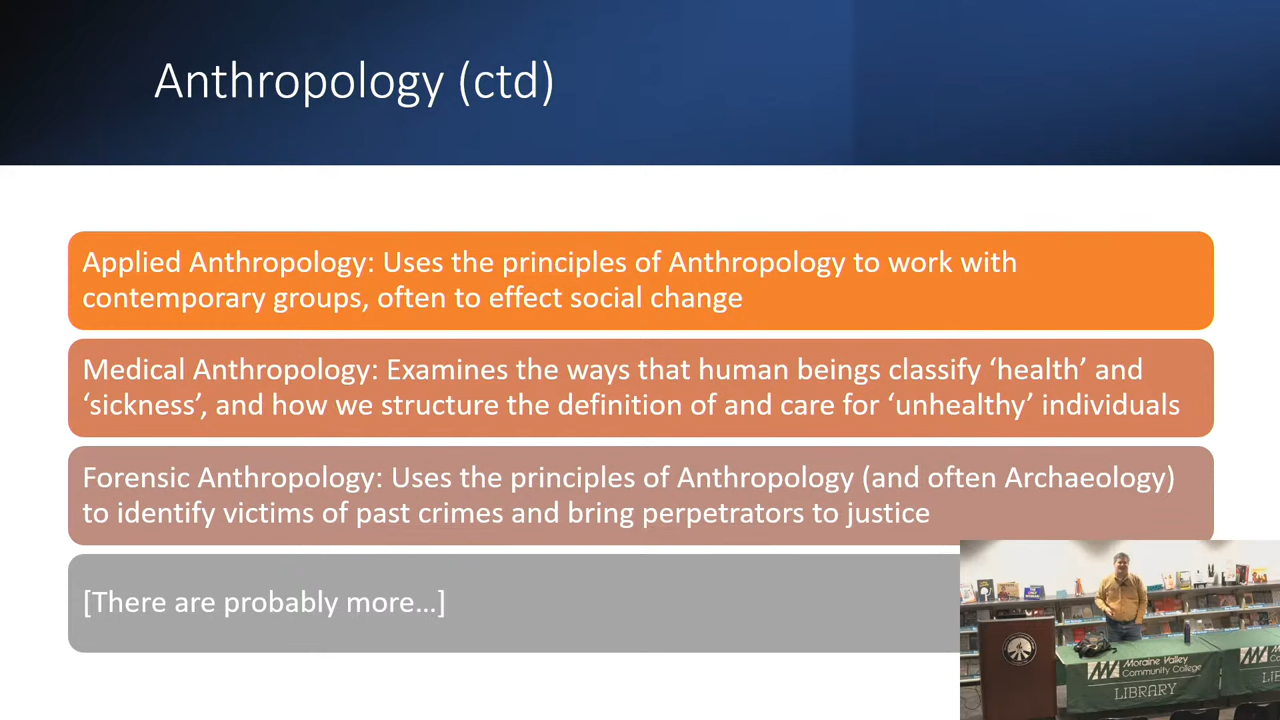 Anthropology (ctd)
Applied Anthropology: Uses the principles of Anthropology to work with
contemporary groups, often to effect social change
Medical Anthropology: Examines the ways that human beings classify ‘health’ and
‘sickness’, and how we structure the definition of and care for ‘unhealthy’ individuals
Forensic Anthropology: Uses the principles of Anthropology (and often Archaeology)
to identify victims of past crimes and bring perpetrators to justice
[There are probably more…]
Moraine Valley
Community College
LIBRARY